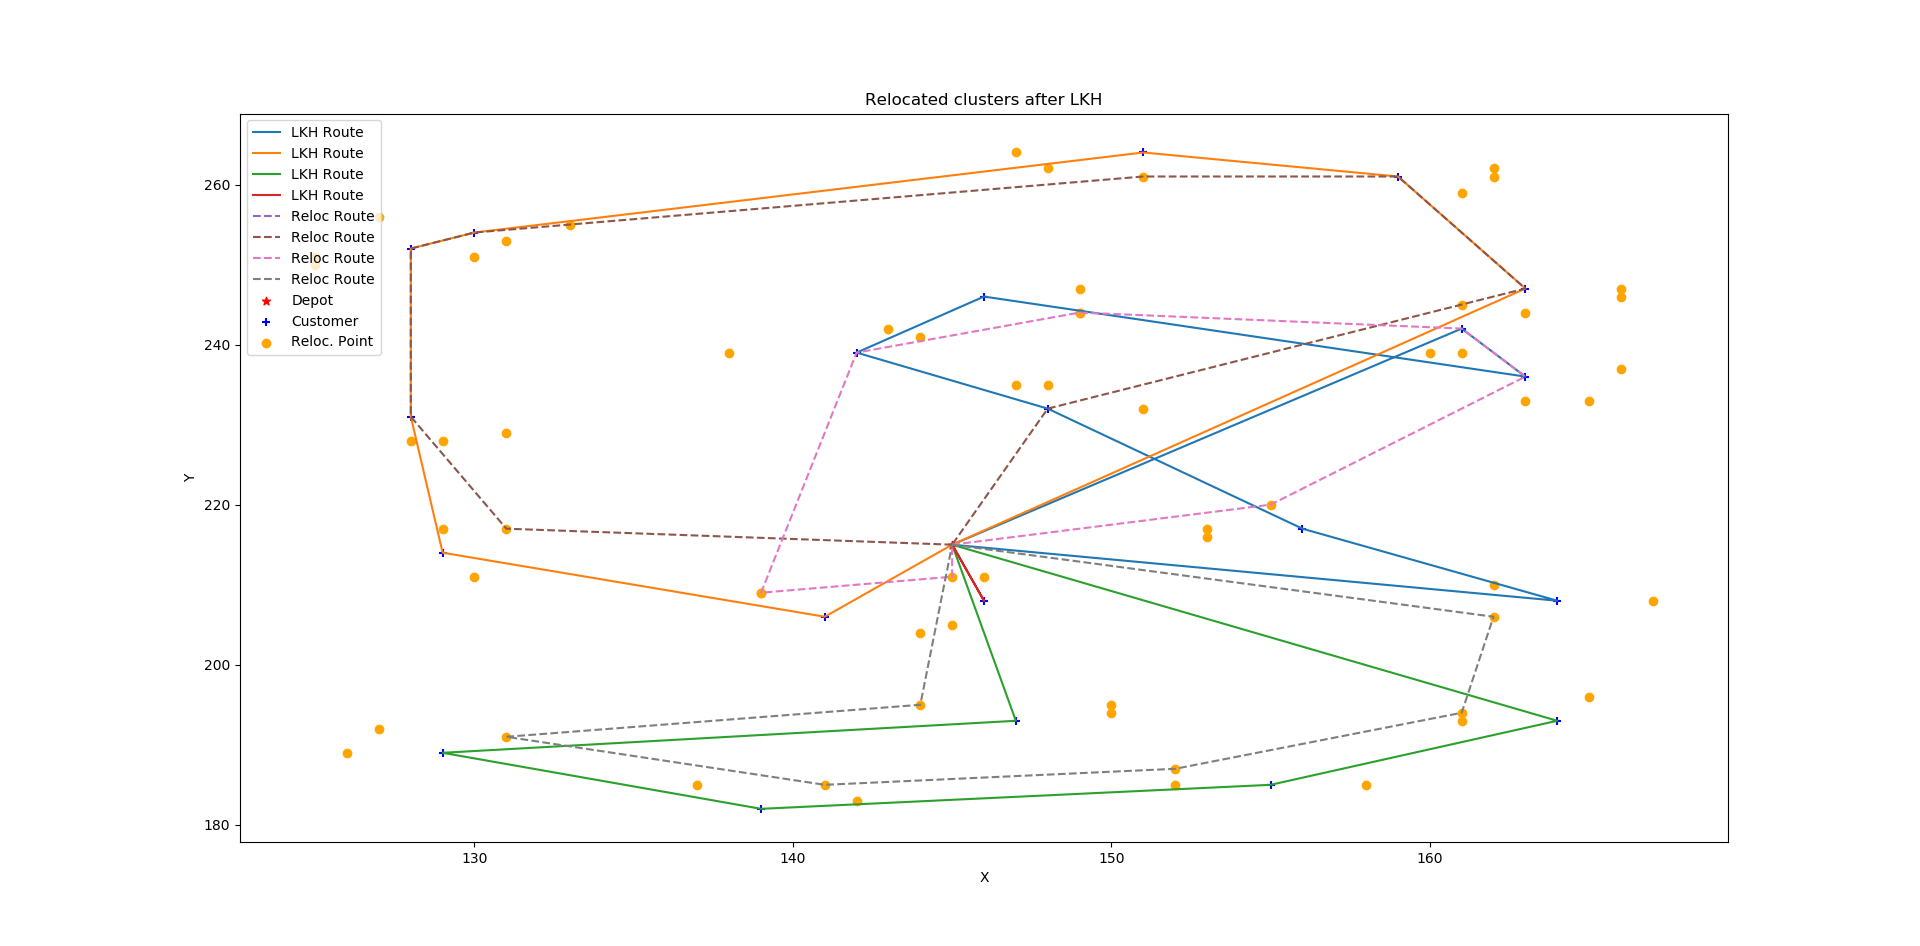 Relocated clusters after LKH
LKH Route
LKH Route
LKH Route
LKH Route
Reloc Route
Reloc Route
Reloc Route
Reloc Route
Depot
Customer
Reloc. Point
260
240
220
200
180
Y
130
140
150
160
X